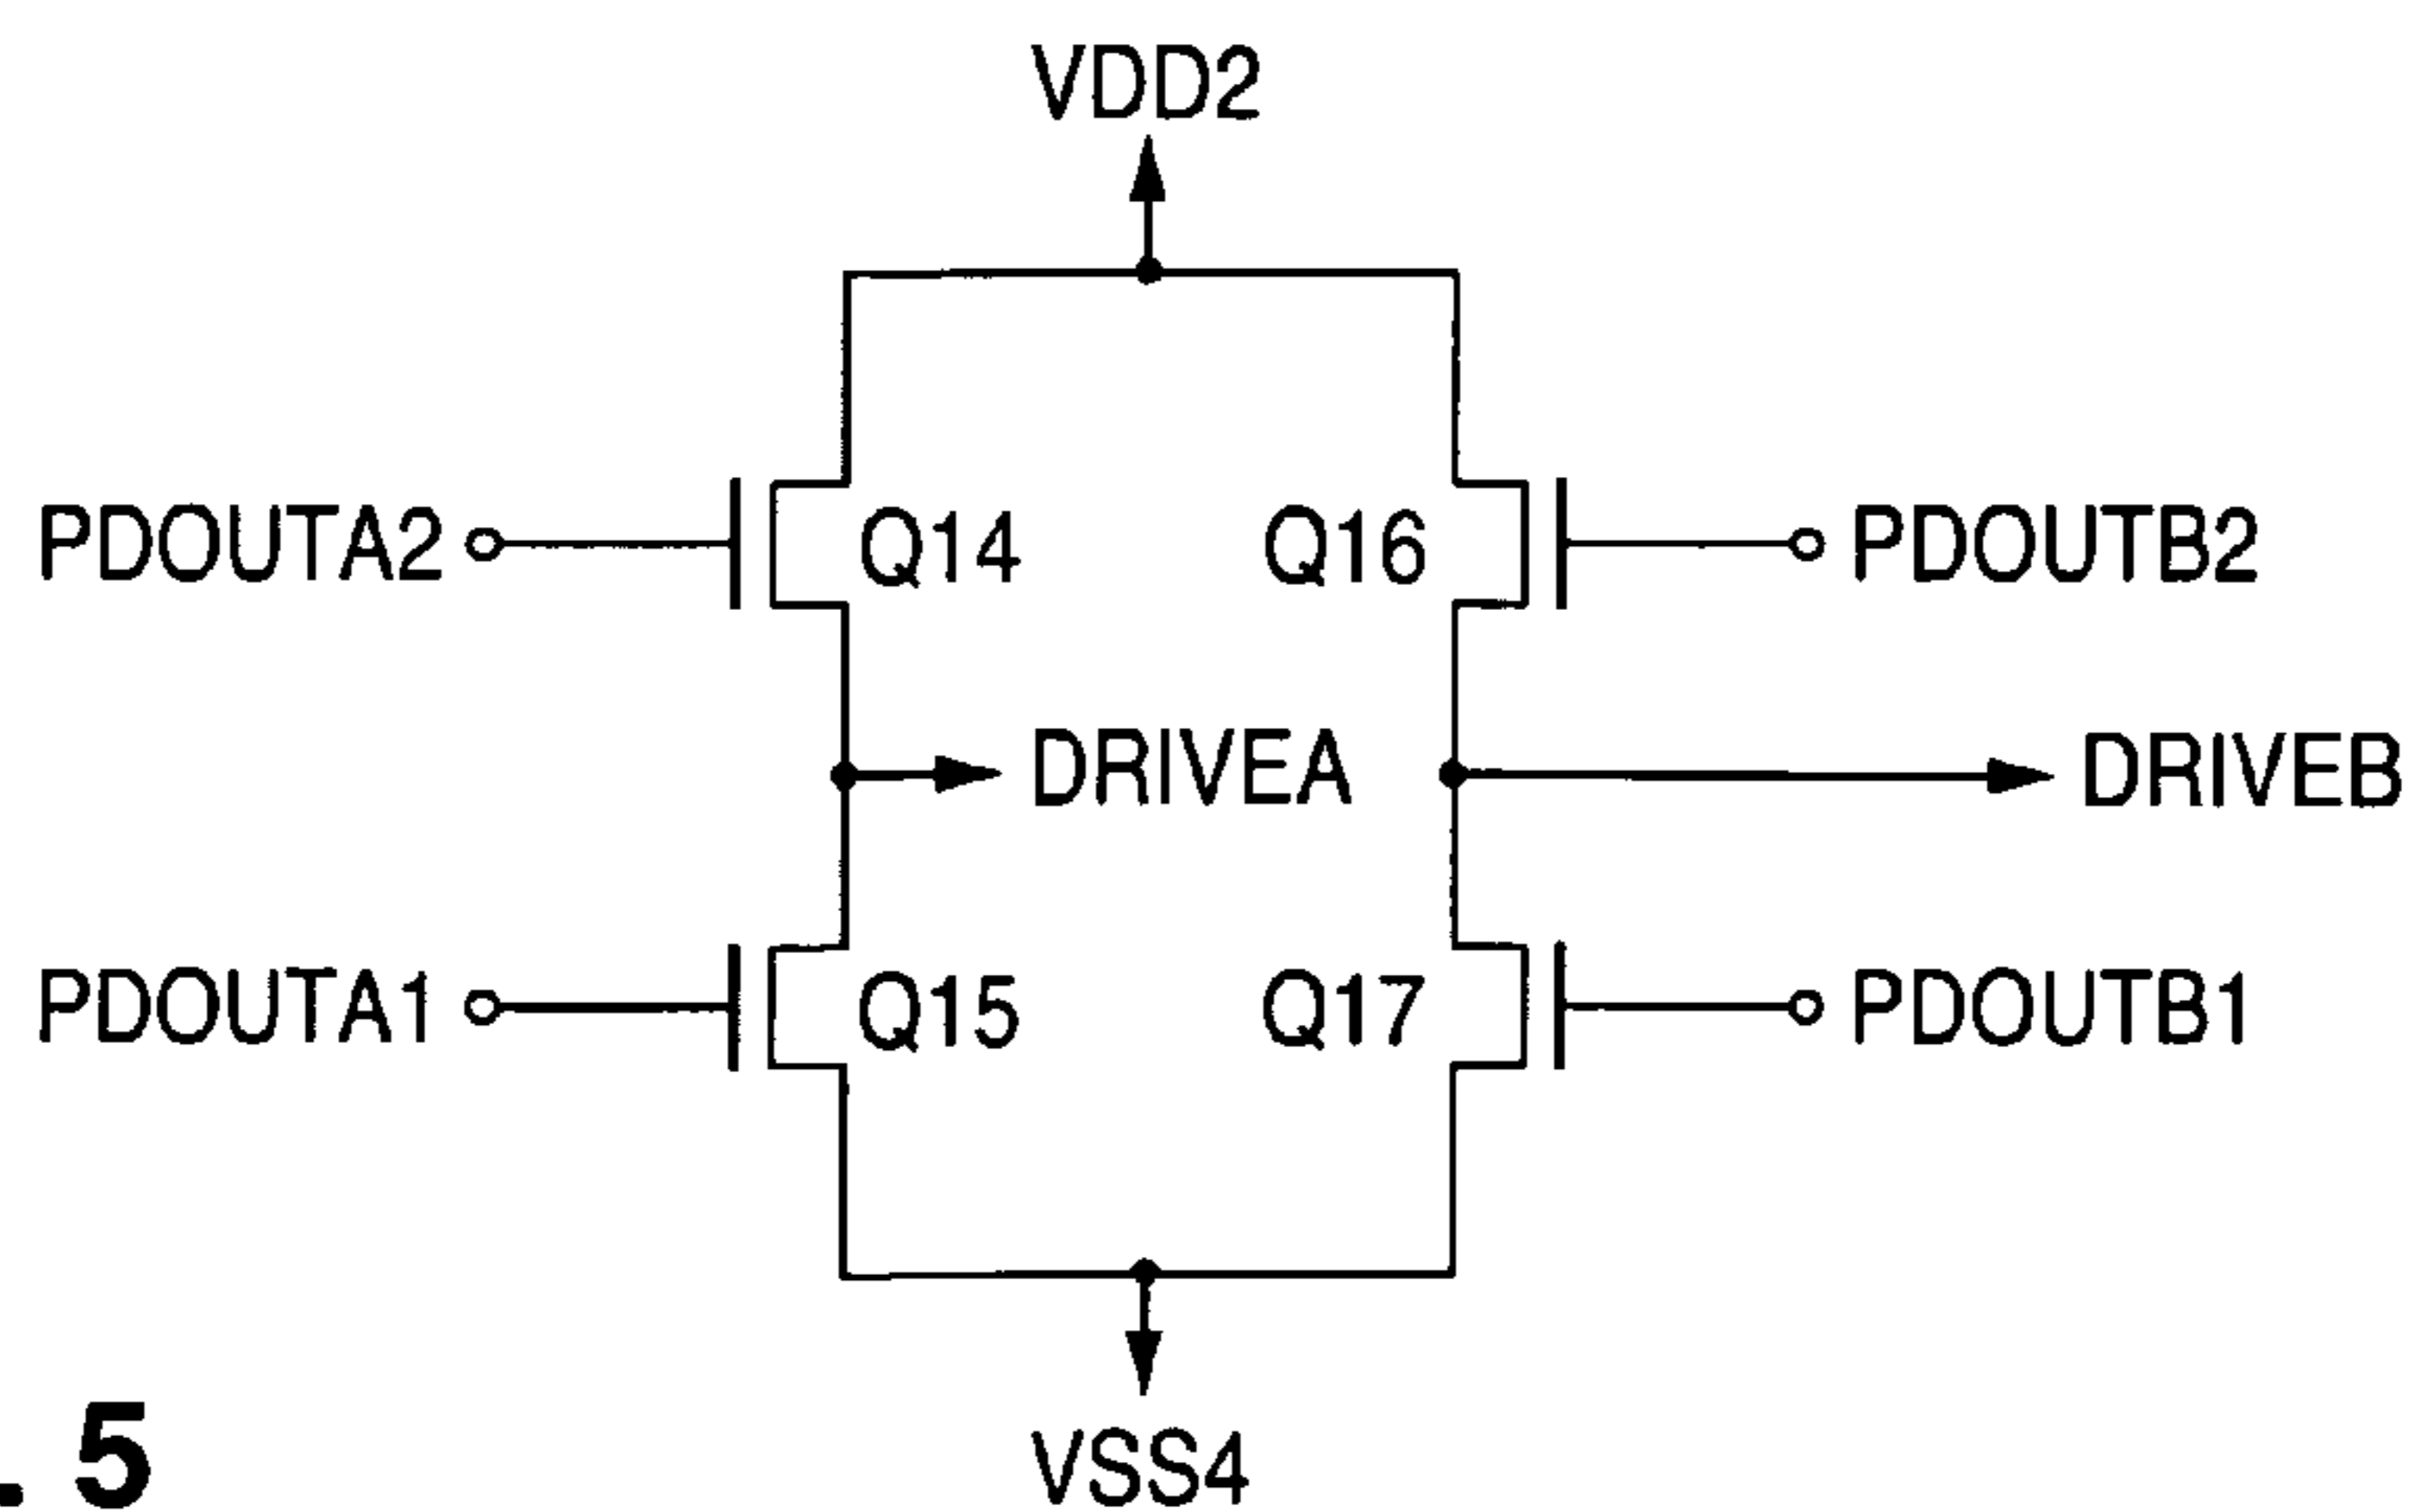 VDD2
PDOUTA2 Q14 Q16 PDOUTB2
DRIVEA DRIVEB
PDOUTA1 Q15 Q17 PDOUTB1
VSS4
. 5